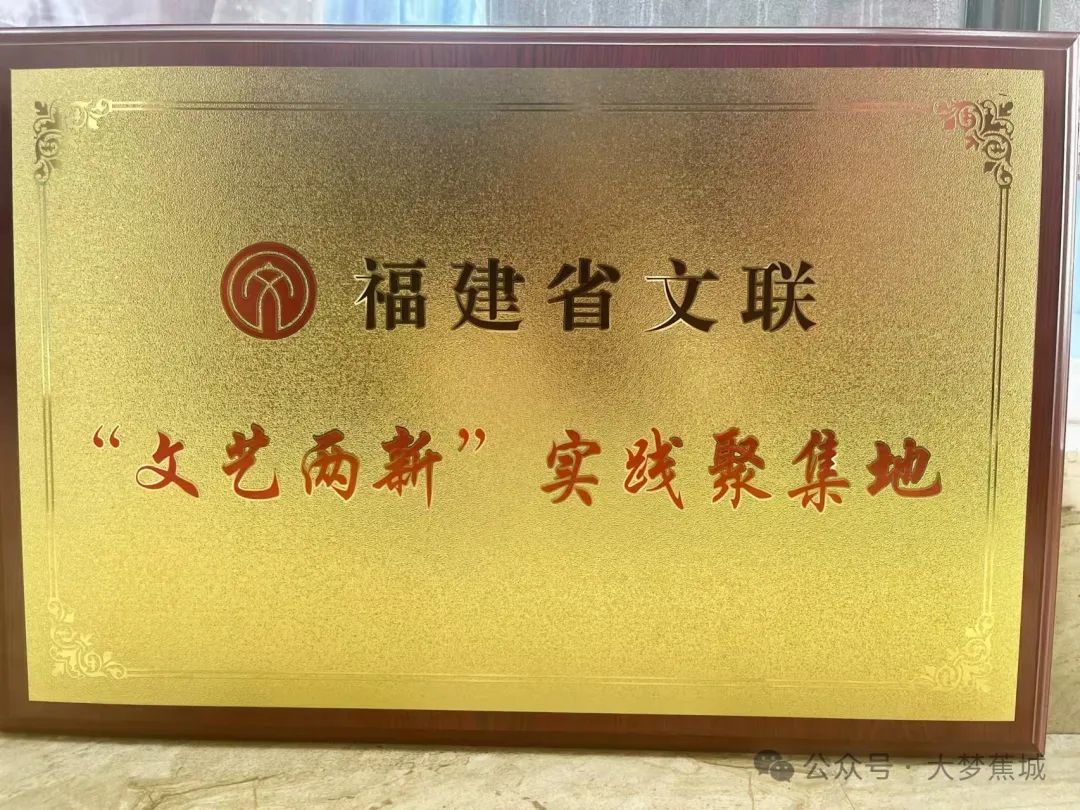 福建省文联
“文艺两新” 实践聚集地
公众号 · 大梦蕉城